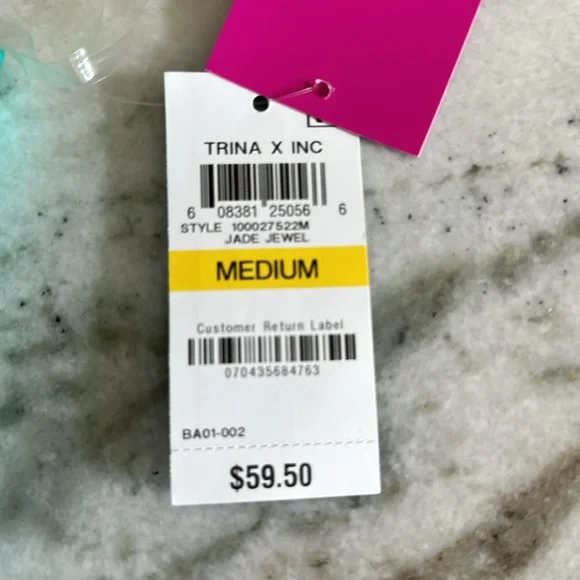 TRINA X INC
6 08381 25056 6
STYLE 100027522M
JADE JEWEL
MEDIUM
Customer Return Label
070435684763
BA01-002
$59.50